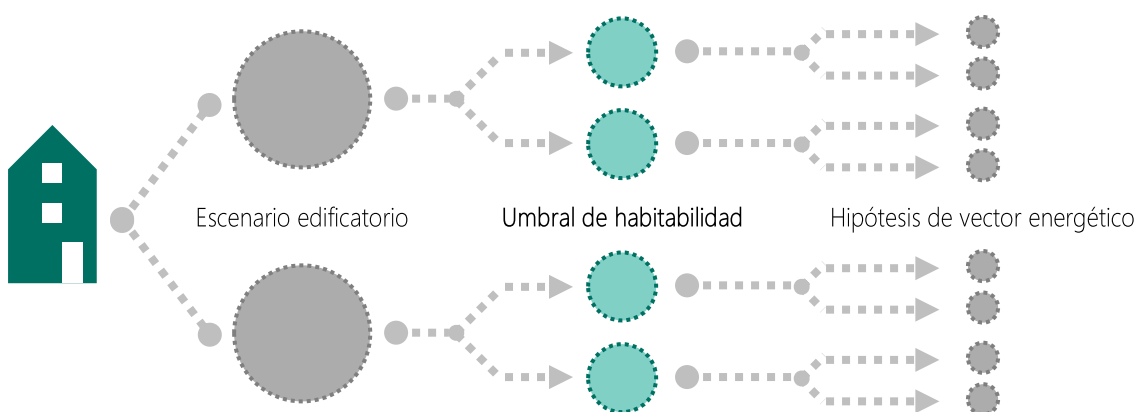 Escenario edificatorio
Umbral de habitabilidad
Hipótesis de vector energético